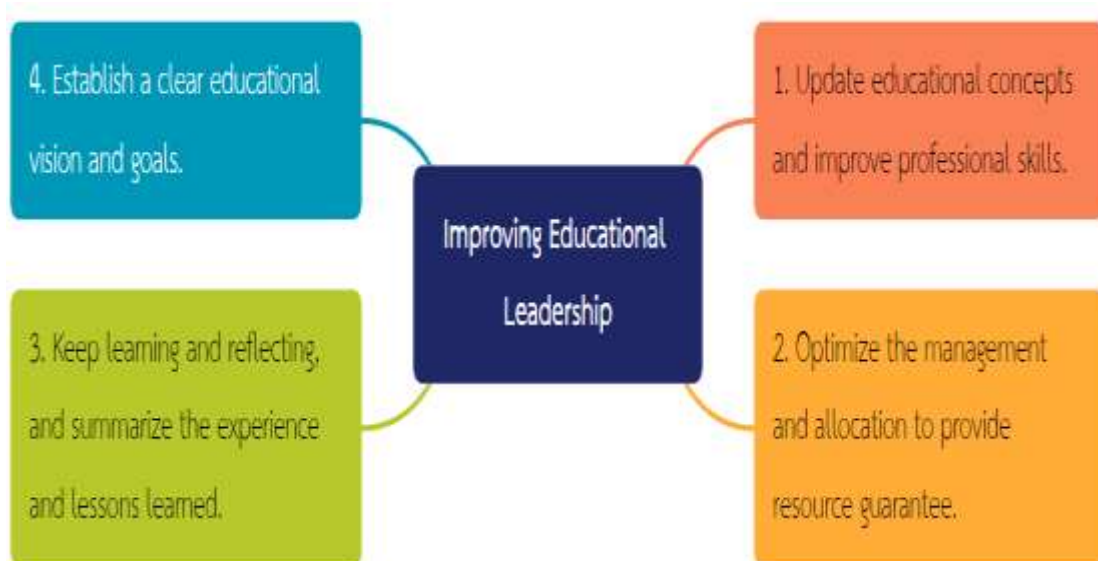 4. Establish a clear educational
vision and goals.
1. Update educational concepts
and improve professional skills.
Improving Educational
Leadership
3. Keep learning and reflecting,
and summarize the experience
and lessons learned.
2. Optimize the management
and allocation to provide
resource guarantee.